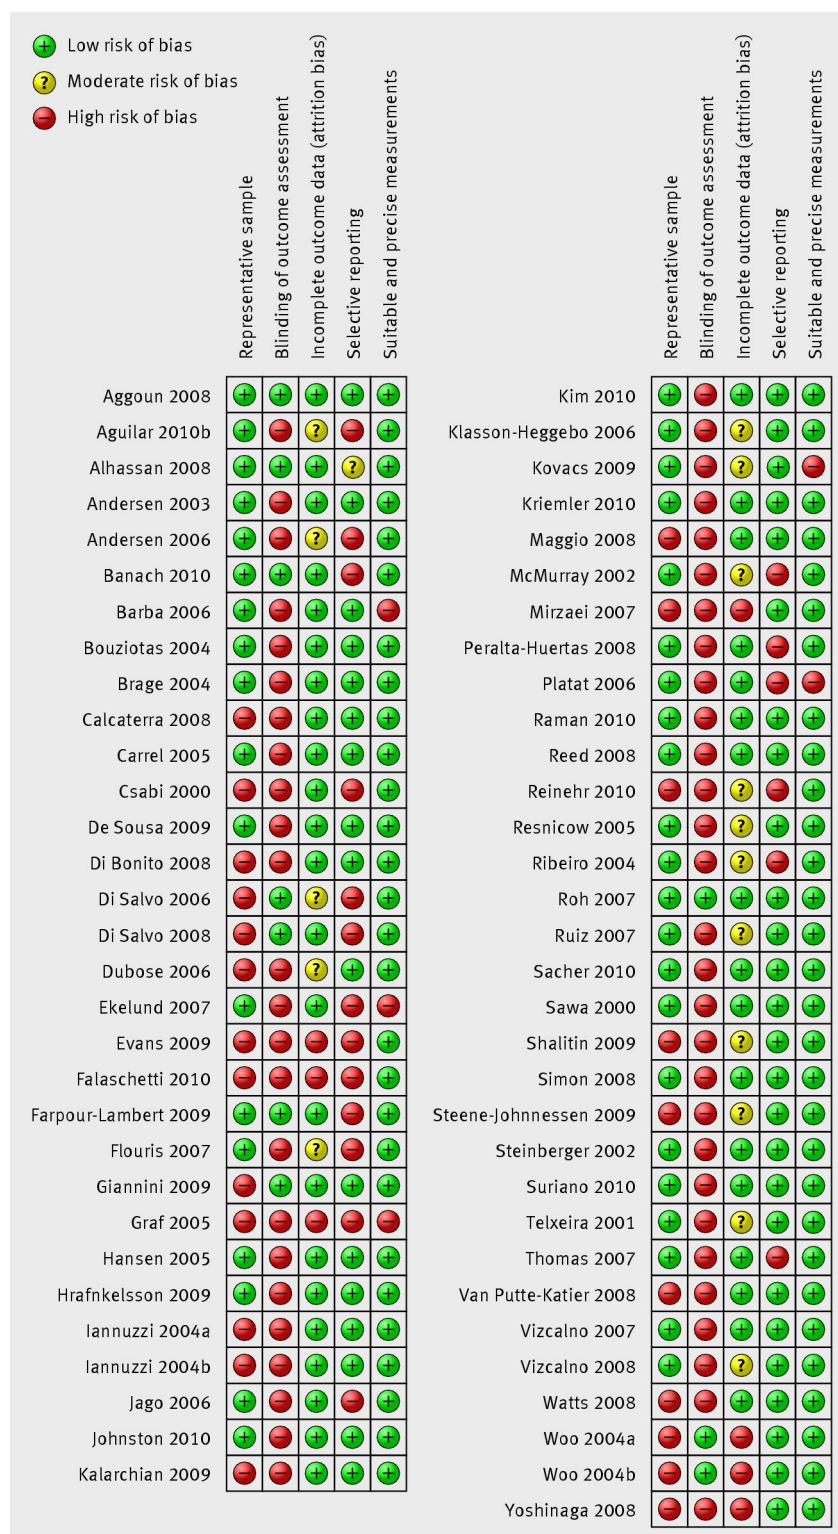 + Low risk of bias
? Moderate risk of bias
− High risk of bias
Representative sample
Blinding of outcome assessment
Incomplete outcome data (attrition bias)
Selective reporting
Suitable and precise measurements
Aggoun 2008 + + + + +
Aguilar 2010b + − ? − +
Alhassan 2008 + + + ? +
Andersen 2003 + − + + +
Andersen 2006 + − ? − +
Banach 2010 + + + − +
Barba 2006 + − + + −
Bouziotas 2004 + − + + +
Brage 2004 + − + + +
Calcaterra 2008 − − + + +
Carrel 2005 + − + + +
Csabi 2000 − − + − +
De Sousa 2009 + − + + +
Di Bonito 2008 − − + + +
Di Salvo 2006 − + ? − +
Di Salvo 2008 − + + − +
Dubose 2006 − − ? + +
Ekelund 2007 + − + − −
Evans 2009 − − − − +
Falaschetti 2010 − − − − +
Farpour-Lambert 2009 + + + − +
Flouris 2007 + − ? − +
Giannini 2009 − + + + +
Graf 2005 − − − − −
Hansen 2005 + − + + +
Hrafnkelsson 2009 + − + + +
Iannuzzi 2004a − − + + +
Iannuzzi 2004b − − + + +
Jago 2006 + − + − +
Johnston 2010 + − + + +
Kalarchian 2009 − − + + +
Representative sample
Blinding of outcome assessment
Incomplete outcome data (attrition bias)
Selective reporting
Suitable and precise measurements
Kim 2010 + − + + +
Klasson-Heggebo 2006 + − ? + +
Kovacs 2009 + − ? + −
Kriemler 2010 + − + + +
Maggio 2008 − − + + +
McMurray 2002 + − ? − +
Mirzaei 2007 − − − + +
Peralta-Huertas 2008 + − + − +
Platat 2006 + − + − −
Raman 2010 + − + + +
Reed 2008 + − + + +
Reinehr 2010 − − ? − +
Resnicow 2005 + − ? + +
Ribeiro 2004 + − ? − +
Roh 2007 + + + + +
Ruiz 2007 + − ? + +
Sacher 2010 + − + + +
Sawa 2000 + − + + +
Shalitin 2009 − − ? + +
Simon 2008 + − + + +
Steene-Johnnessen 2009 − − ? + +
Steinberger 2002 + − + + +
Suriano 2010 + − + + +
Telxeira 2001 + − ? + +
Thomas 2007 + − + − +
Van Putte-Katier 2008 − − + + +
Vizcalno 2007 + − + + +
Vizcalno 2008 + − ? + +
Watts 2008 − − + + +
Woo 2004a − + − + +
Woo 2004b − + − + +
Yoshinaga 2008 − − − + +